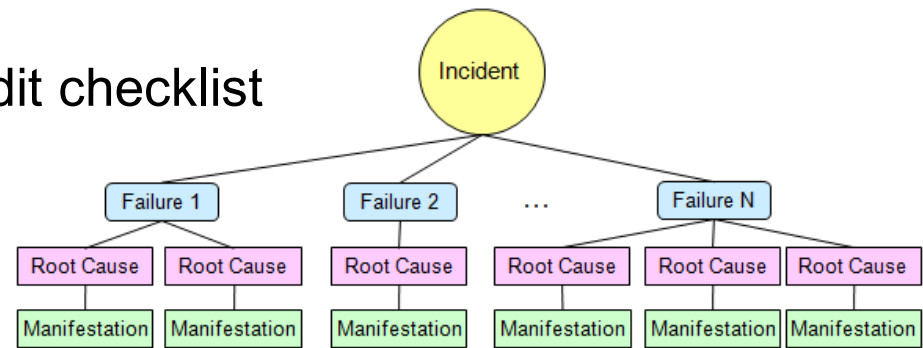 Incident
dit checklist
Failure 1 Failure 2 ... Failure N
Root Cause Root Cause Root Cause Root Cause Root Cause Root Cause
Manifestation Manifestation Manifestation Manifestation Manifestation Manifestation